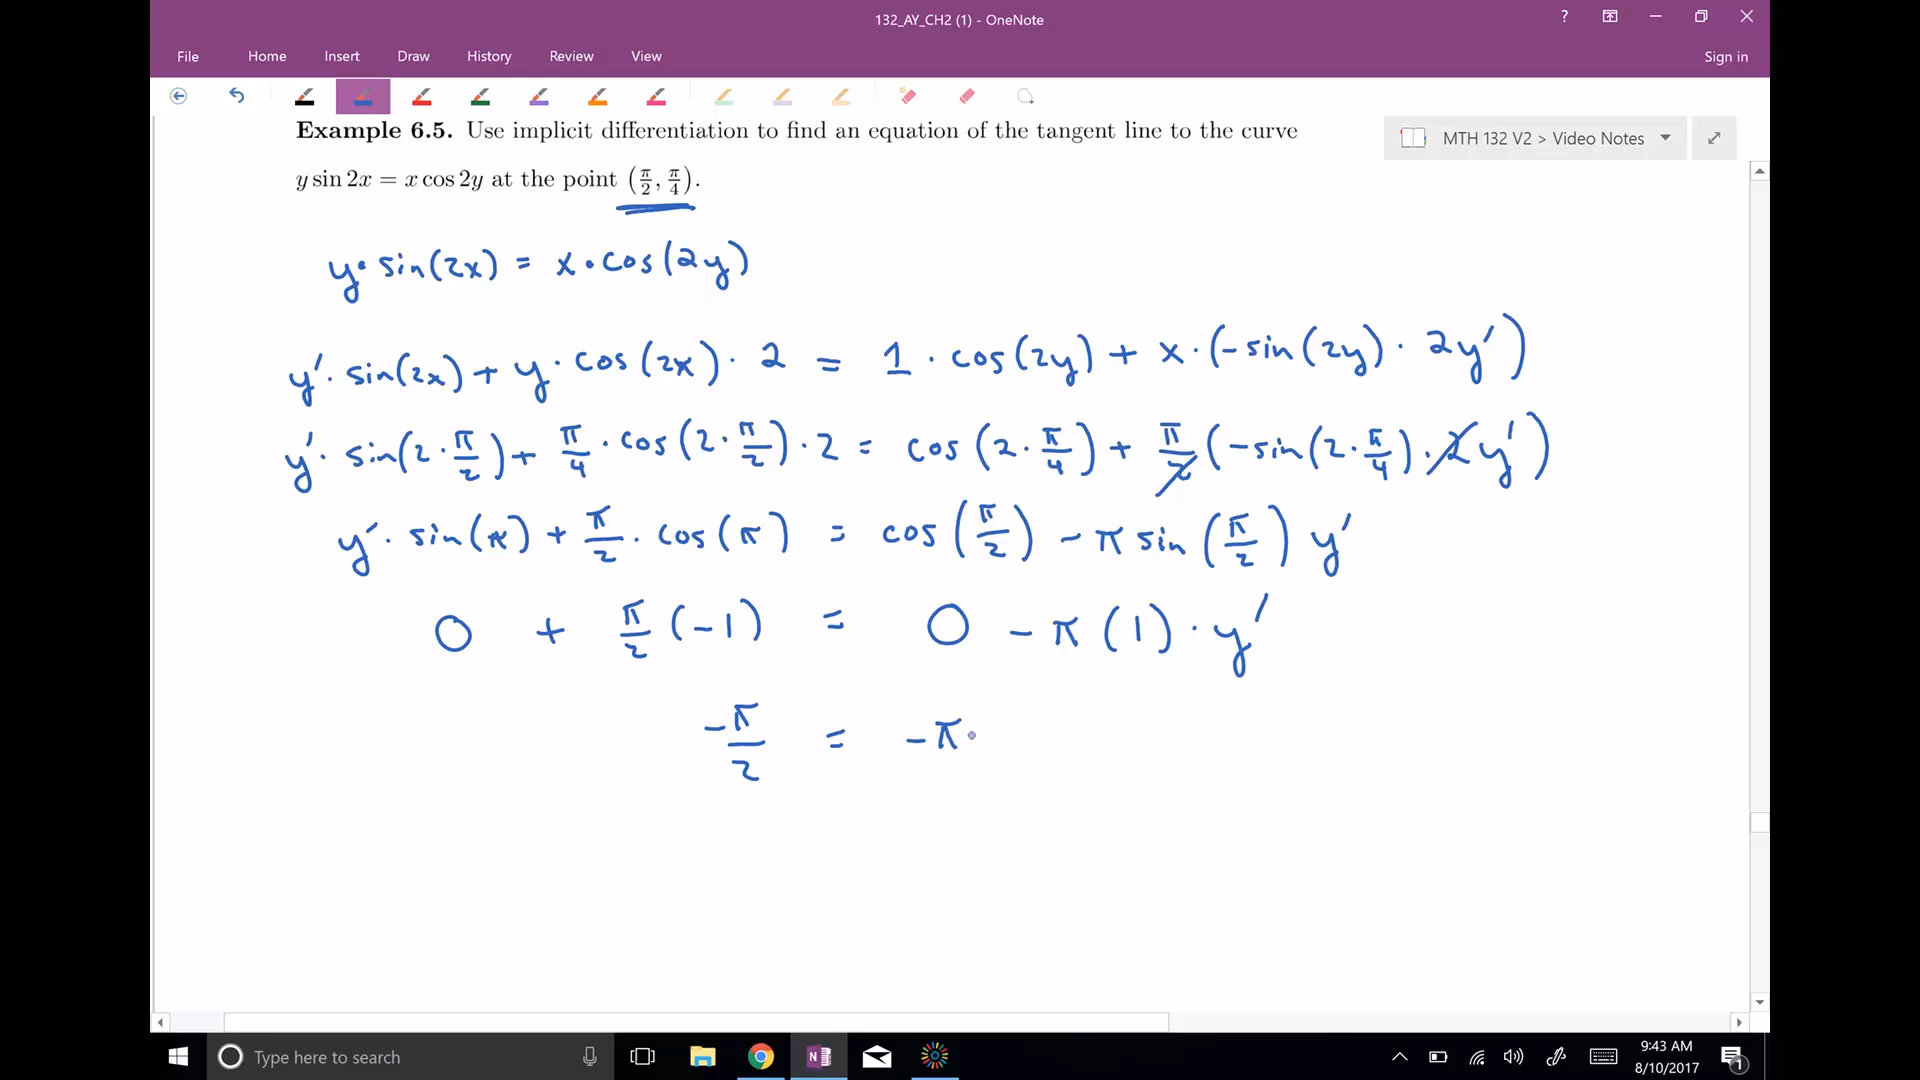 132_AY_CH2 (1) - OneNote
?
File Home Insert Draw History Review View Sign in
MTH 132 V2 > Video Notes
Example 6.5. Use implicit differentiation to find an equation of the tangent line to the curve
y sin 2x = x cos 2y at the point (π/2, π/4).
y · sin(2x) = x · cos(2y)
y′ · sin(2x) + y · cos(2x) · 2 = 1 · cos(2y) + x · (-sin(2y) · 2y′)
y′ · sin(2 · π/2) + π/4 · cos(2 · π/2) · 2 = cos(2 · π/4) + π/2 (-sin(2 · π/4) · 2y′)
y′ · sin(π) + π/2 · cos(π) = cos(π/2) - π sin(π/2) y′
0 + π/2 (-1) = 0 - π(1) · y′
-π/2 = -π ·
Type here to search
9:43 AM
8/10/2017
1